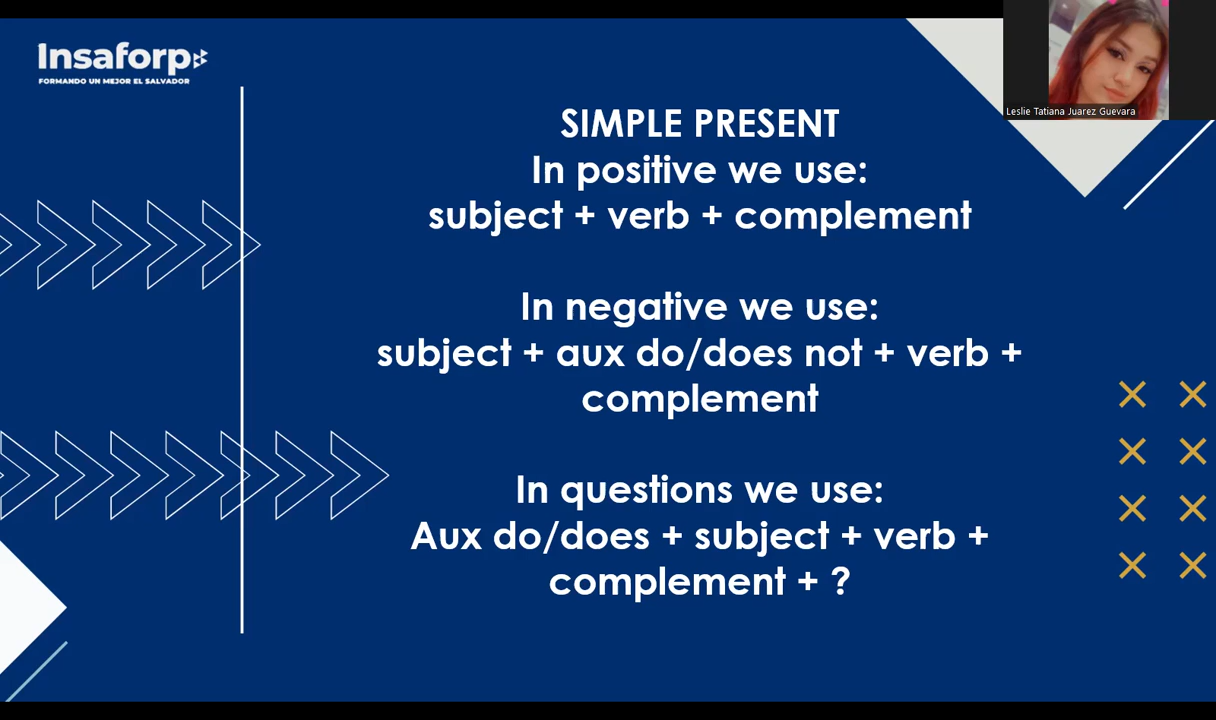 Insaforp
FORMANDO UN MEJOR EL SALVADOR
Leslie Tatiana Juarez Guevara
SIMPLE PRESENT
In positive we use:
subject + verb + complement
In negative we use:
subject + aux do/does not + verb +
complement
In questions we use:
Aux do/does + subject + verb +
complement + ?